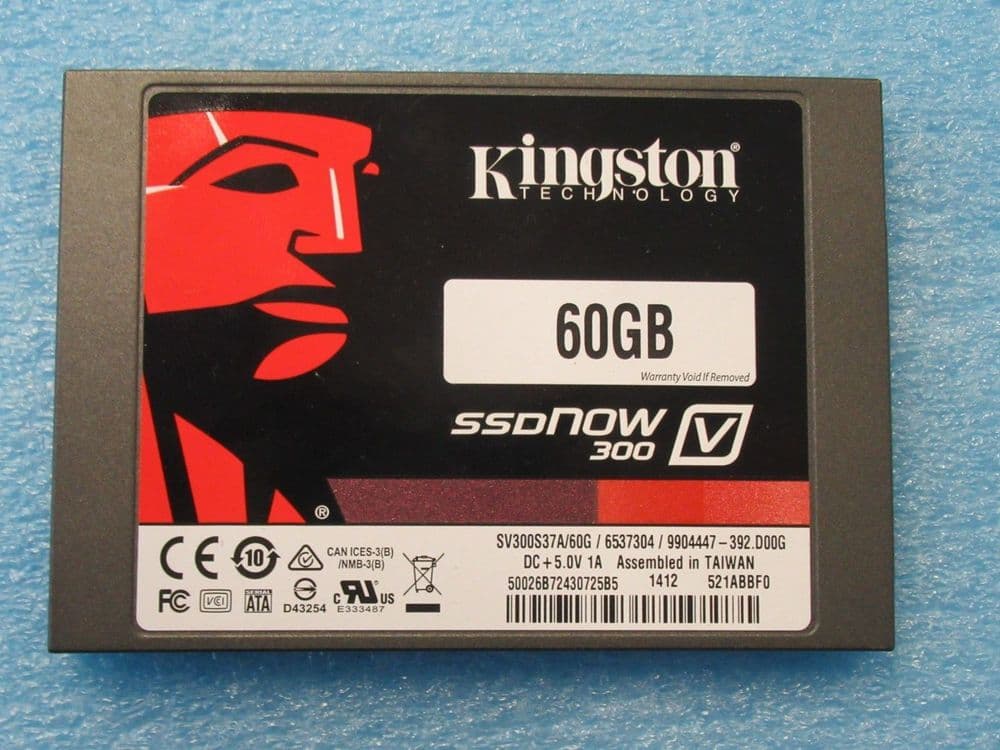 Kingston®
TECHNOLOGY
60GB
Warranty Void If Removed
SSDNOW
300 V
®
CE 10 CAN ICES-3(B)
/NMB-3(B)
FC VCI SERIAL ATA D43254 c RU US
E333487
SV300S37A/60G / 6537304 / 9904447-392.D00G
DC+5.0V 1A Assembled in TAIWAN
50026B72430725B5 1412 521ABBF0